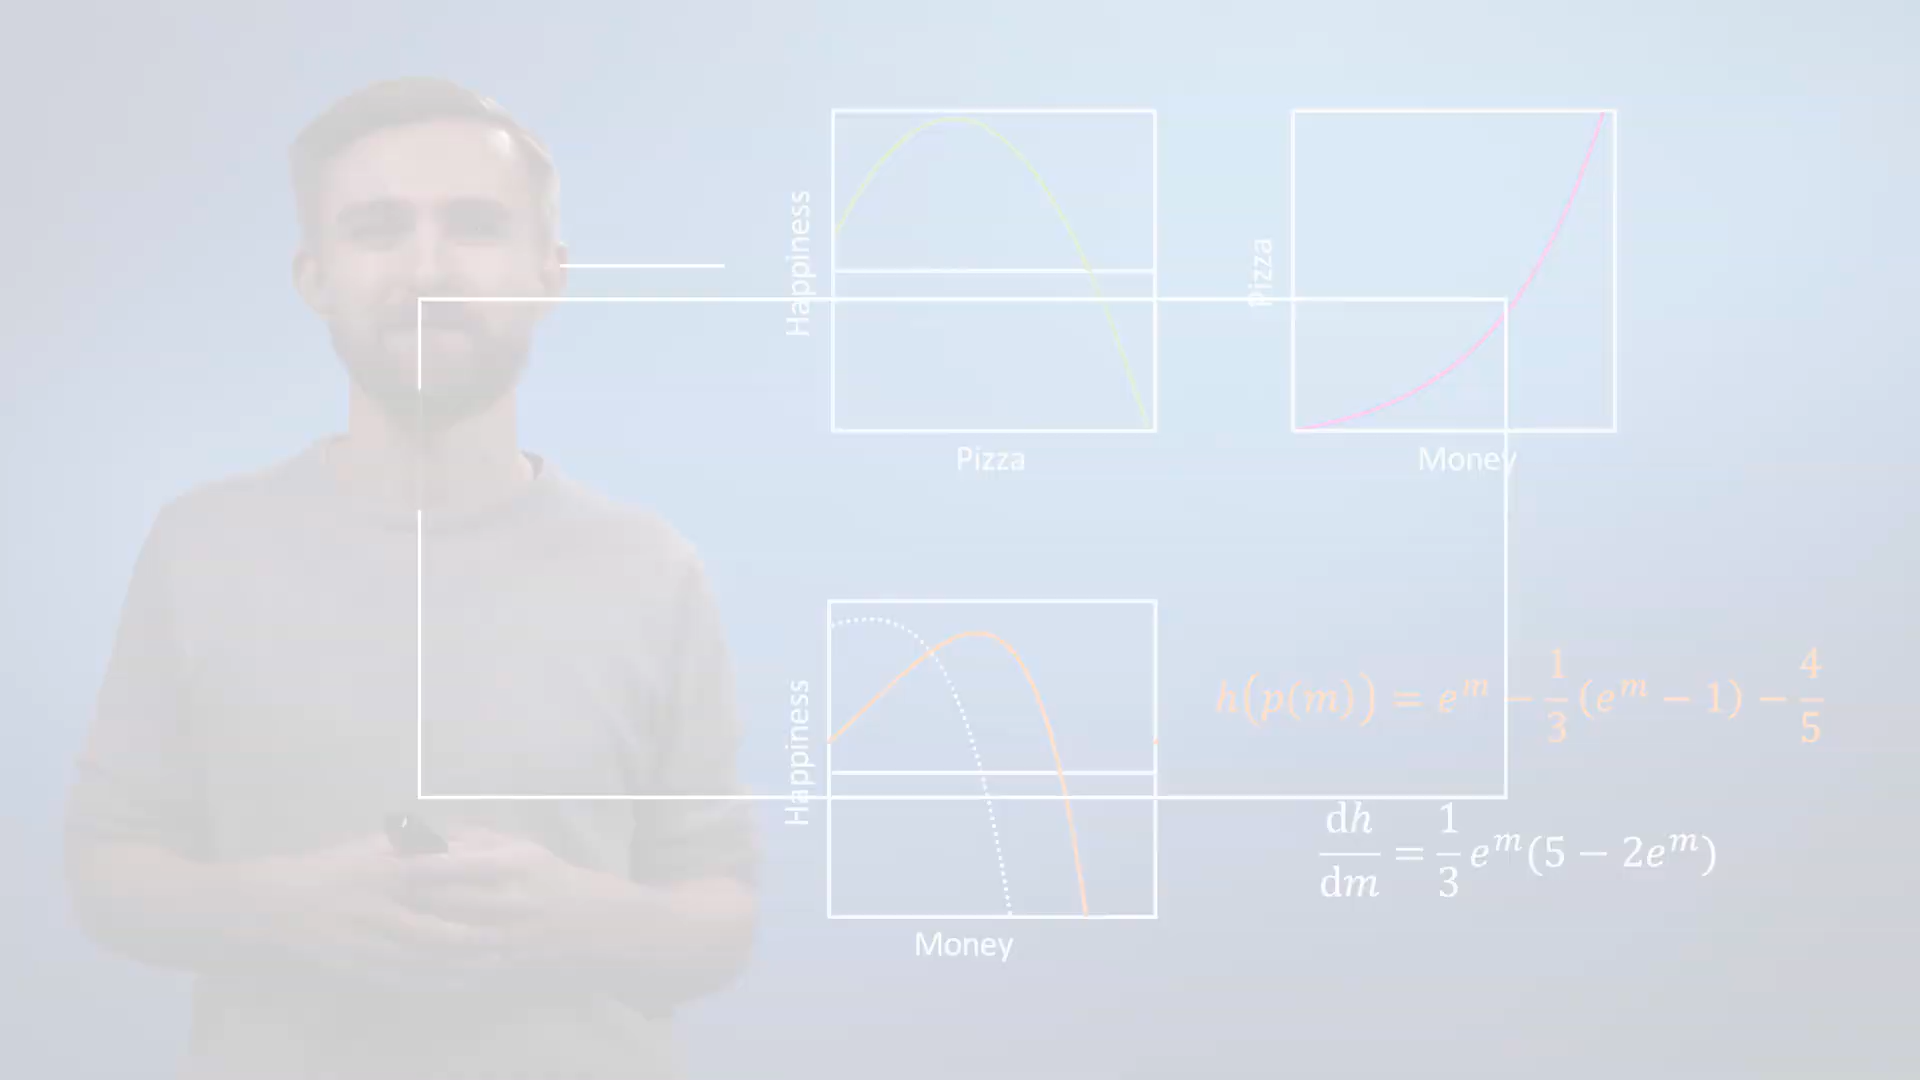 Happiness
Pizza
Pizza
Money
Happiness
Money
h(p(m)) = e^m − 1/3 (e^m − 1) − 4/5
dh/dm = 1/3 e^m(5 − 2e^m)